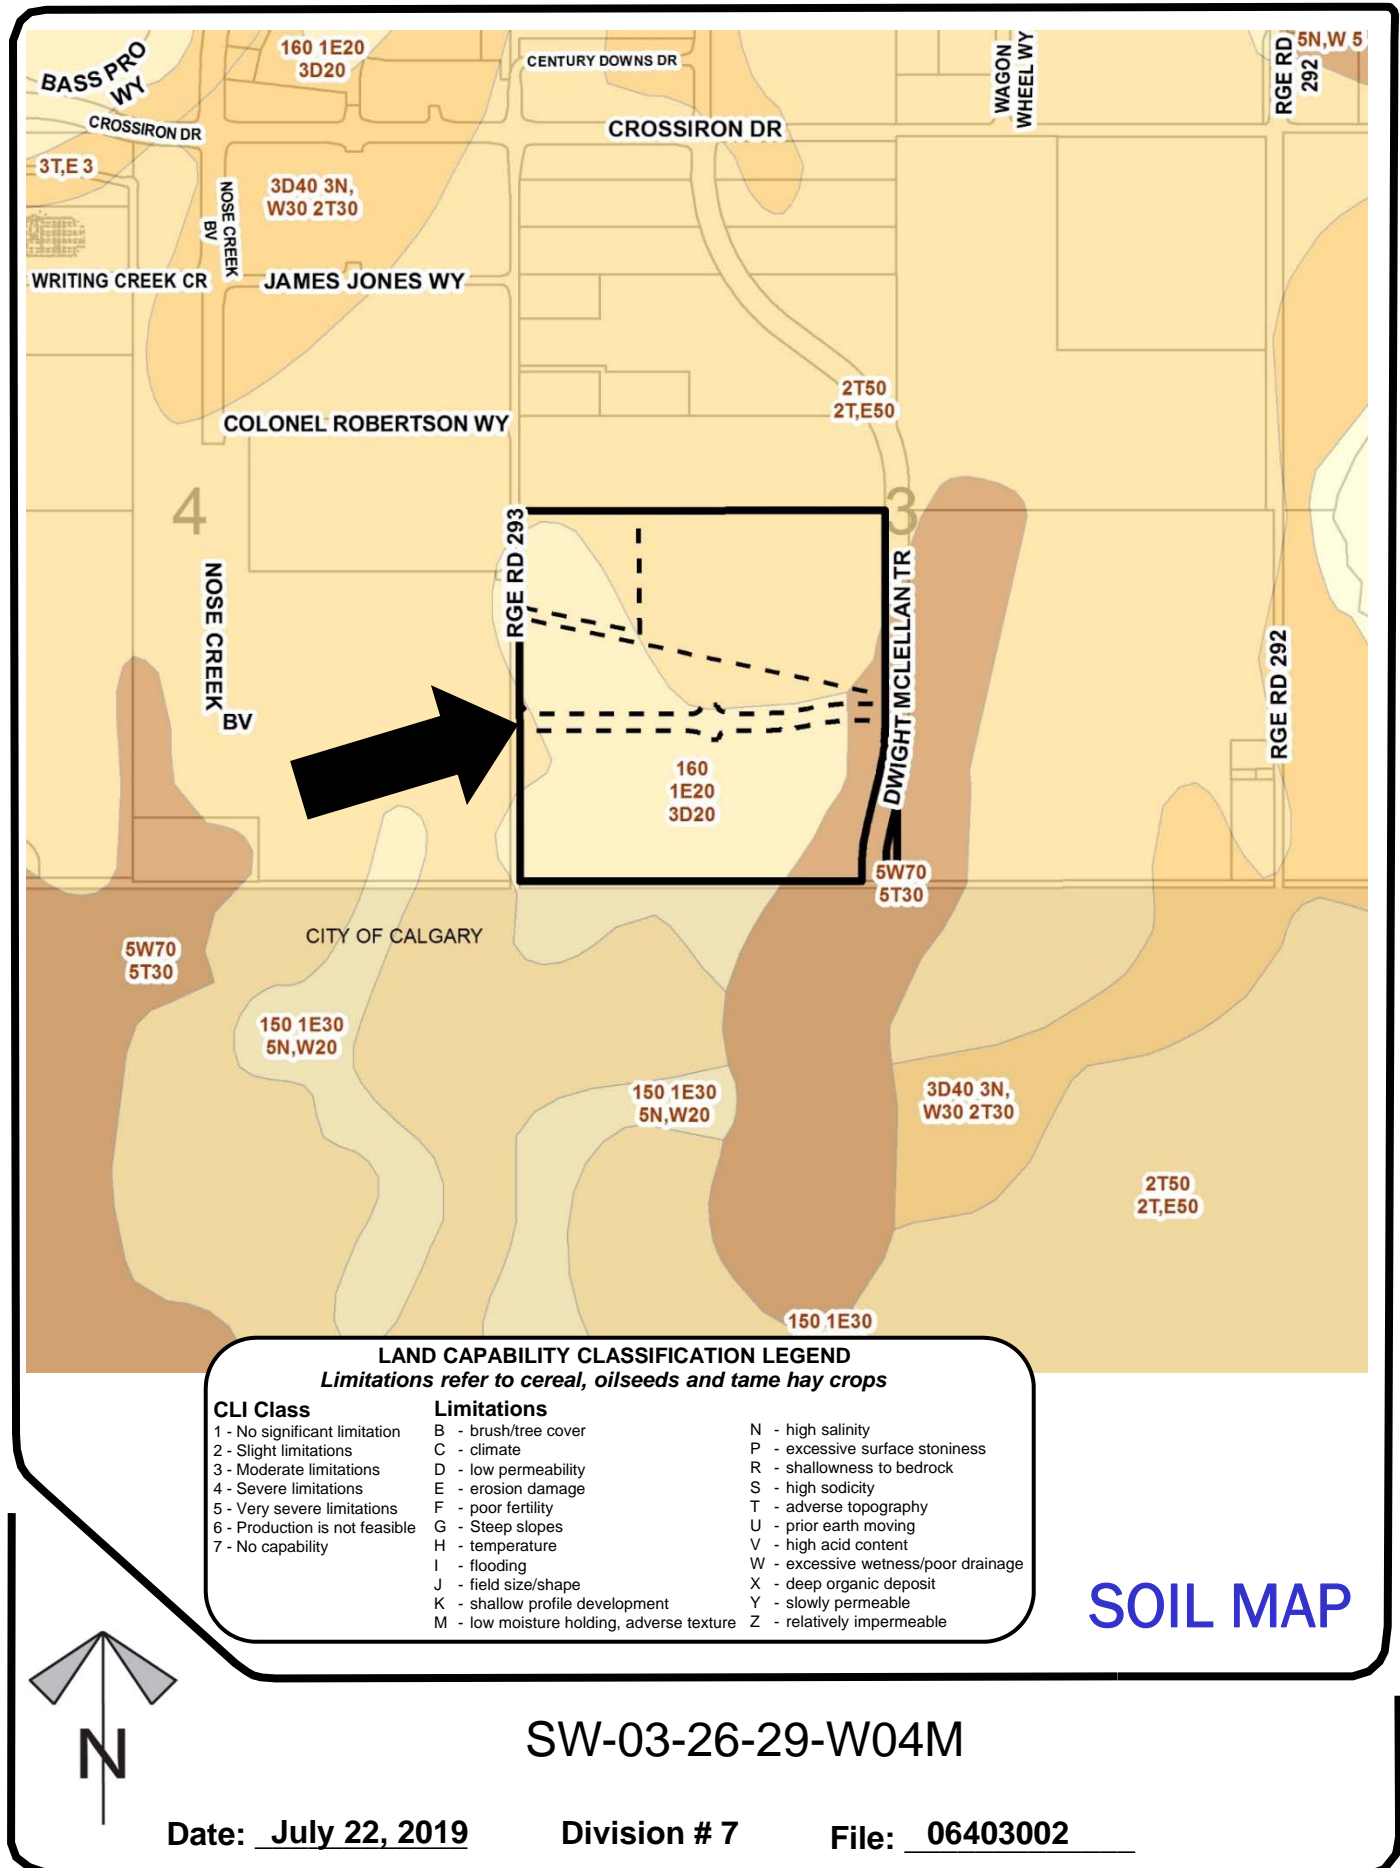 BASS PRO
WY
160 1E20
3D20
CENTURY DOWNS DR
WAGON
WHEEL WY
RGE RD
292
5N,W 5
CROSSIRON DR
CROSSIRON DR
3T,E 3
NOSE CREEK
BV
3D40 3N,
W30 2T30
WRITING CREEK CR
JAMES JONES WY
2T50
2T,E50
COLONEL ROBERTSON WY
4
3
RGE RD 293
NOSE CREEK
BV
DWIGHT MCLELLAN TR
RGE RD 292
160
1E20
3D20
5W70
5T30
CITY OF CALGARY
5W70
5T30
150 1E30
5N,W20
150 1E30
5N,W20
3D40 3N,
W30 2T30
2T50
2T,E50
150 1E30
LAND CAPABILITY CLASSIFICATION LEGEND
Limitations refer to cereal, oilseeds and tame hay crops
CLI Class
1 - No significant limitation
2 - Slight limitations
3 - Moderate limitations
4 - Severe limitations
5 - Very severe limitations
6 - Production is not feasible
7 - No capability
Limitations
B - brush/tree cover
C - climate
D - low permeability
E - erosion damage
F - poor fertility
G - Steep slopes
H - temperature
I - flooding
J - field size/shape
K - shallow profile development
M - low moisture holding, adverse texture
N - high salinity
P - excessive surface stoniness
R - shallowness to bedrock
S - high sodicity
T - adverse topography
U - prior earth moving
V - high acid content
W - excessive wetness/poor drainage
X - deep organic deposit
Y - slowly permeable
Z - relatively impermeable
SOIL MAP
N
SW-03-26-29-W04M
Date: July 22, 2019 Division # 7 File: 06403002